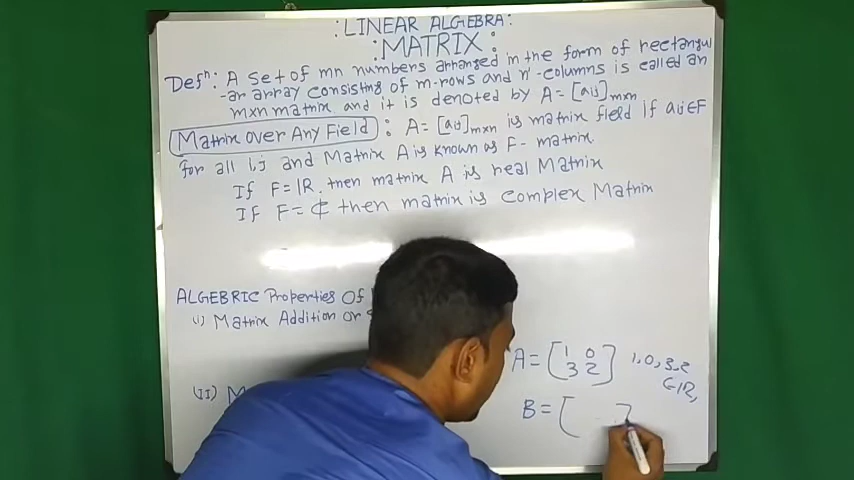 : LINEAR ALGEBRA :
: MATRIX :
Defⁿ: A set of mn numbers arranged in the form of rectangul
-ar array consisting of m-rows and n'-columns is called an
mxn matrix and it is denoted by A = [aij]mxn
Matrix Over Any Field : A = [aij]mxn is matrix field if aij∈F
for all i,j and Matrix A is known as F- matrix.
If F = IR. then matrix A is real Matrix
If F = ₵ then matrix is complex Matrix
ALGEBRIC Properties Of
(i) Matrix Addition or
A = [1 0 1,0,3,2
3 2] ∈IR,
(II) M
B = [ ]